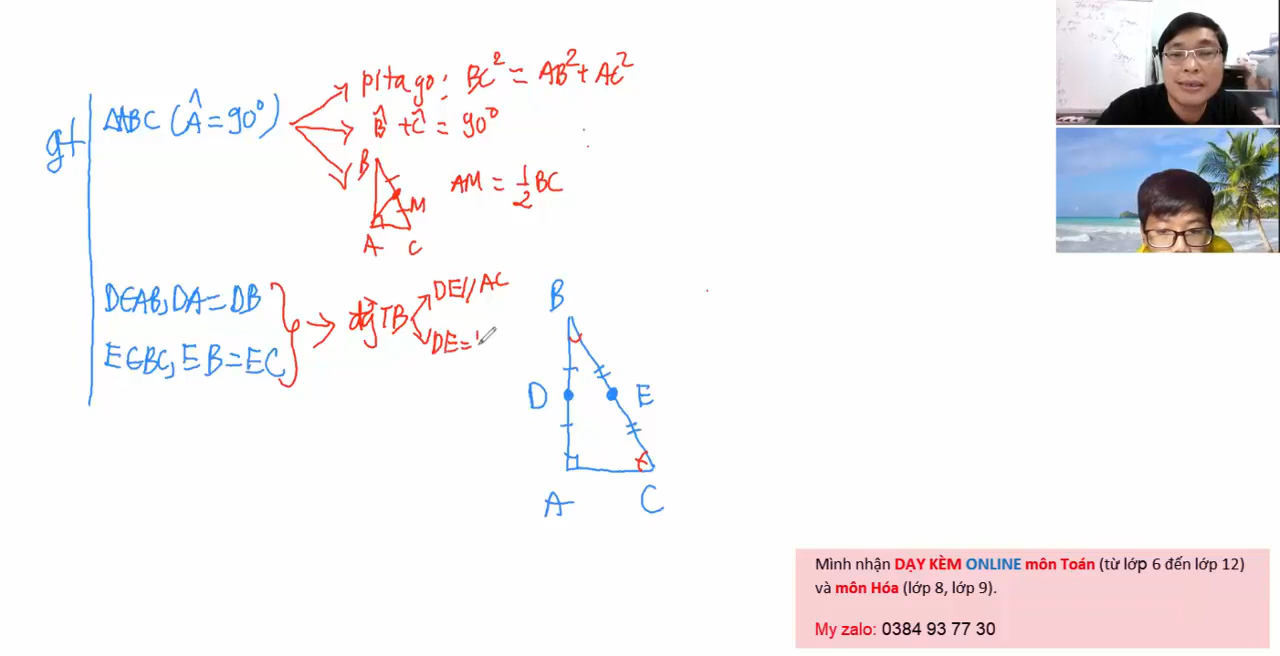 gt
ΔABC (Â = 90°)
pitago: BC² = AB² + AC²
B̂ + Ĉ = 90°
B
M
A C
AM = 1/2 BC
D∈AB, DA = DB
E∈BC, EB = EC
đg TB
DE // AC
DE =
B
D
E
A
C
Mình nhận DẠY KÈM ONLINE môn Toán (từ lớp 6 đến lớp 12)
và môn Hóa (lớp 8, lớp 9).
My zalo: 0384 93 77 30